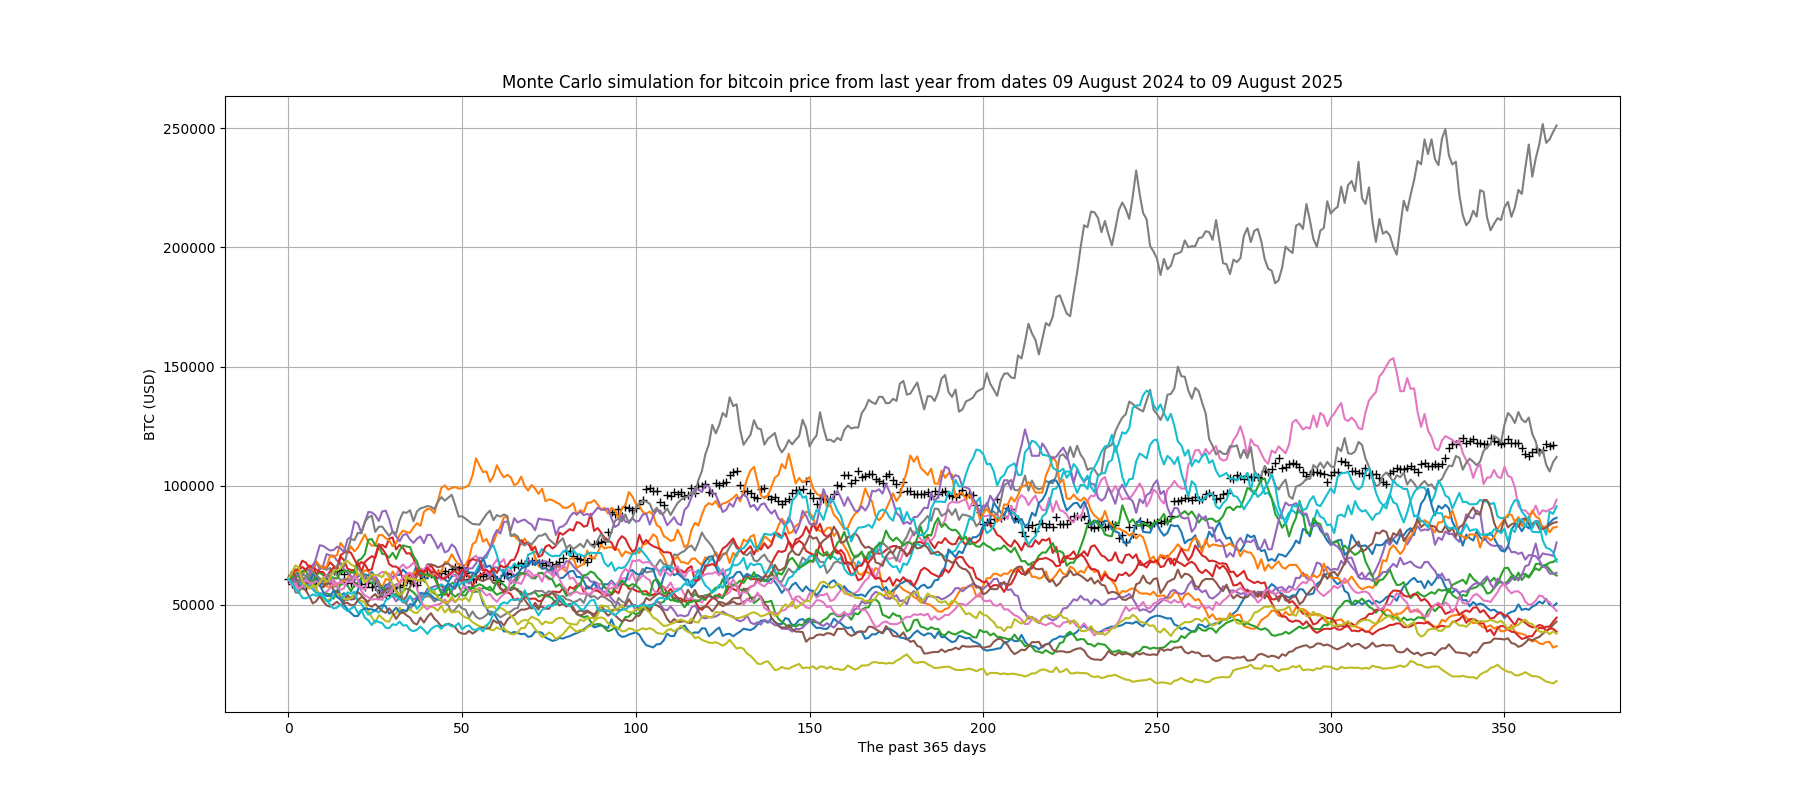 Monte Carlo simulation for bitcoin price from last year from dates 09 August 2024 to 09 August 2025
250000
200000
150000
100000
50000
BTC (USD)
0 50 100 150 200 250 300 350
The past 365 days